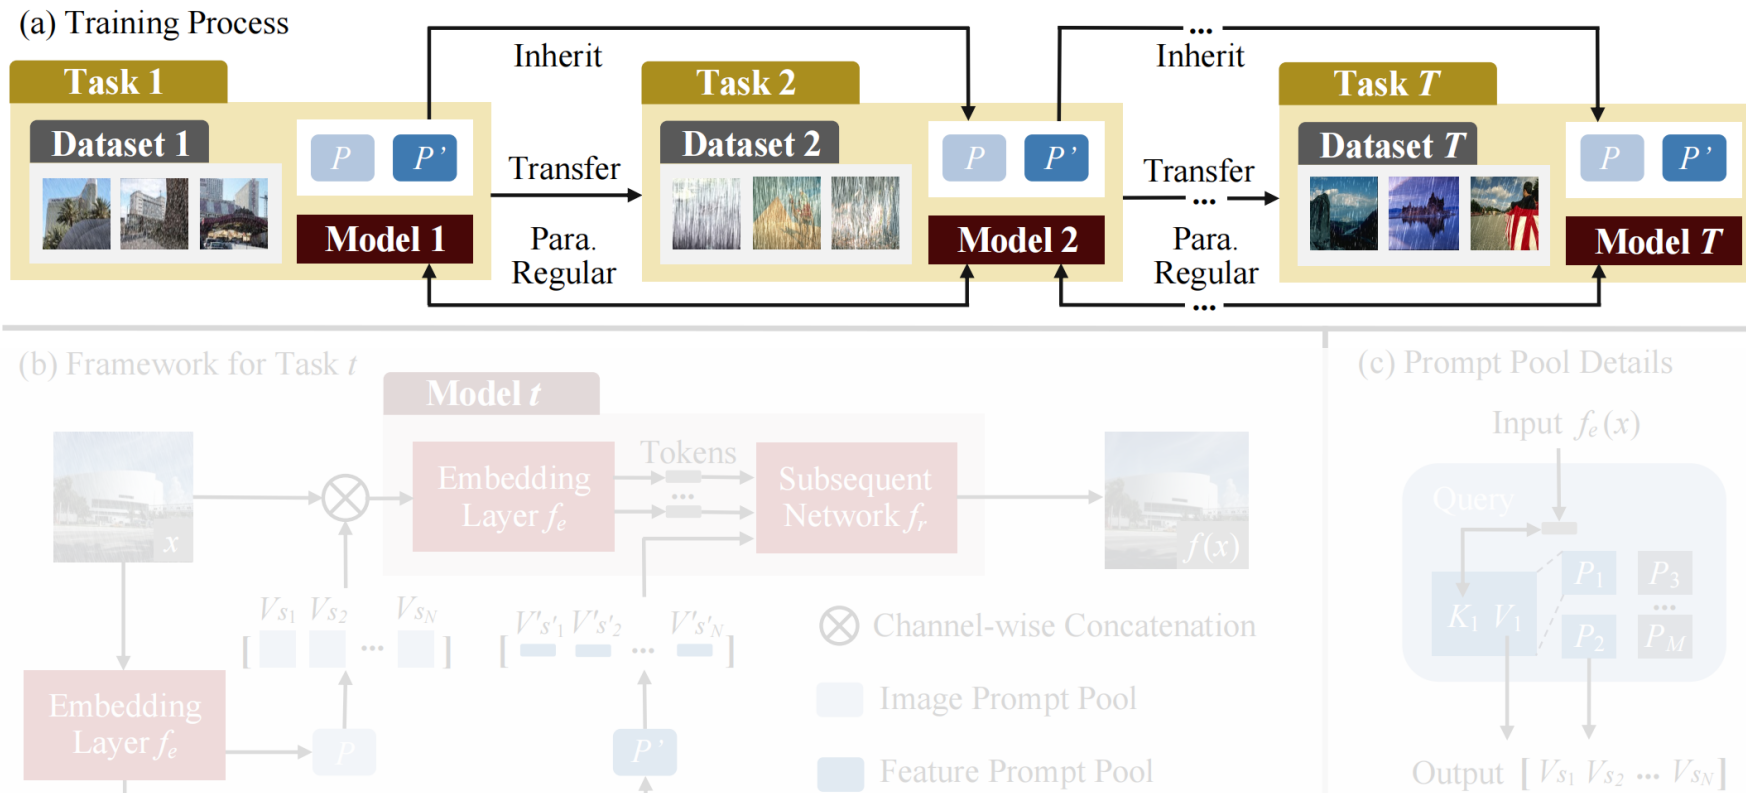 (a) Training Process
Inherit
Inherit
Task 1
Task 2
Task T
Dataset 1
P
P'
Dataset 2
P
P'
Dataset T
P
P'
Transfer
Transfer
...
...
Model 1
Model 2
Model T
Para.
Regular
Para.
Regular
...
(b) Framework for Task t
Model t
x
Embedding
Layer fe
Tokens
...
Subsequent
Network fr
f(x)
Vs1 Vs2 ... VsN
[ ]
V's'1 V's'2 ... V's'N
[ ]
Channel-wise Concatenation
Embedding
Layer fe
P
P'
Image Prompt Pool
Feature Prompt Pool
(c) Prompt Pool Details
Input fe(x)
Query
K1 V1
P1 P3
...
P2 PM
Output [ Vs1 Vs2 ... VsN ]